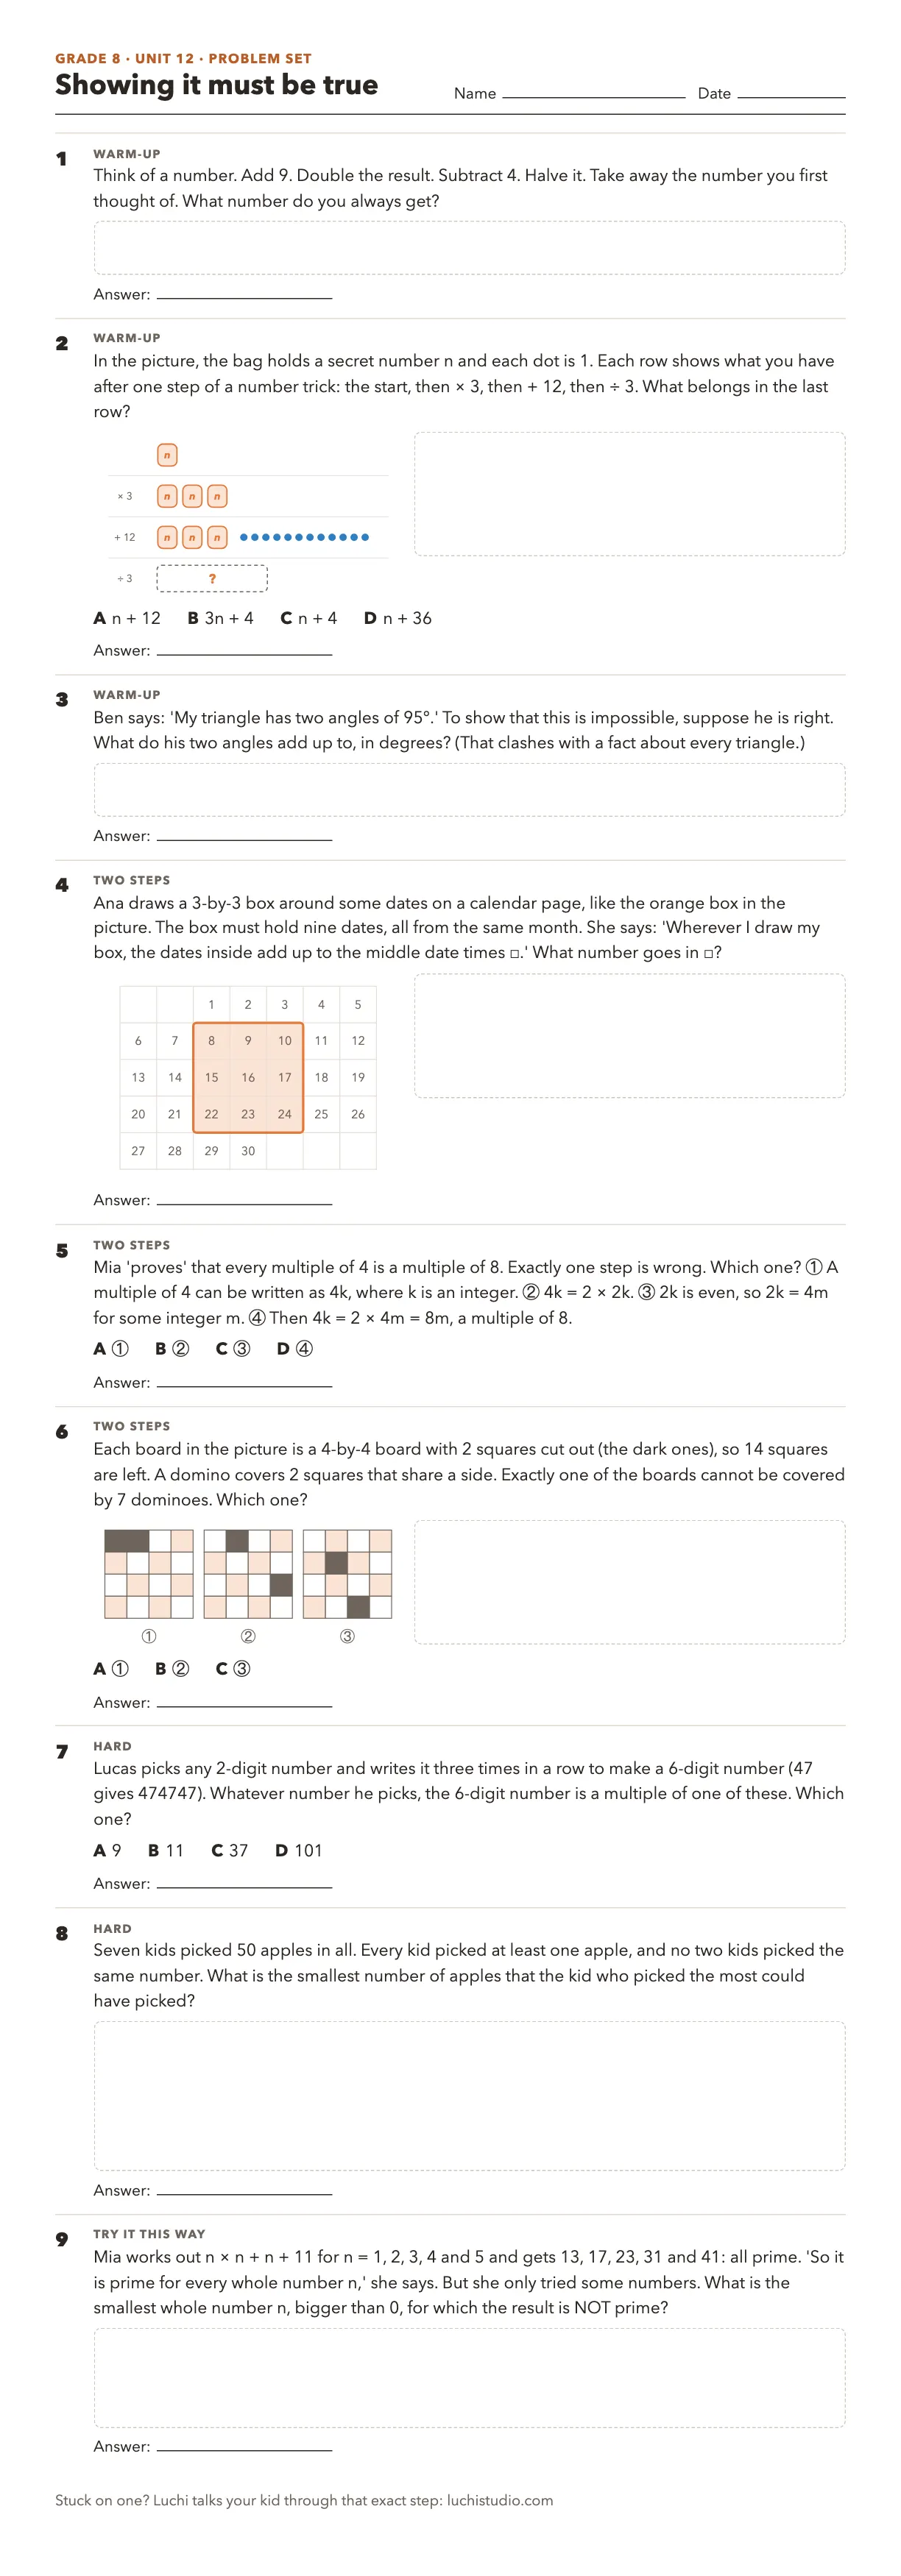 GRADE 8 · UNIT 12 · PROBLEM SET
Showing it must be true
Name
Date
1
WARM-UP
Think of a number. Add 9. Double the result. Subtract 4. Halve it. Take away the number you first
thought of. What number do you always get?
Answer:
2
WARM-UP
In the picture, the bag holds a secret number n and each dot is 1. Each row shows what you have
after one step of a number trick: the start, then × 3, then + 12, then ÷ 3. What belongs in the last
row?
n
× 3 n n n
+ 12 n n n
÷ 3 ?
A n + 12 B 3n + 4 C n + 4 D n + 36
Answer:
3
WARM-UP
Ben says: 'My triangle has two angles of 95°.' To show that this is impossible, suppose he is right.
What do his two angles add up to, in degrees? (That clashes with a fact about every triangle.)
Answer:
4
TWO STEPS
Ana draws a 3-by-3 box around some dates on a calendar page, like the orange box in the
picture. The box must hold nine dates, all from the same month. She says: 'Wherever I draw my
box, the dates inside add up to the middle date times □.' What number goes in □?
1 2 3 4 5
6 7 8 9 10 11 12
13 14 15 16 17 18 19
20 21 22 23 24 25 26
27 28 29 30
Answer:
5
TWO STEPS
Mia 'proves' that every multiple of 4 is a multiple of 8. Exactly one step is wrong. Which one? ① A
multiple of 4 can be written as 4k, where k is an integer. ② 4k = 2 × 2k. ③ 2k is even, so 2k = 4m
for some integer m. ④ Then 4k = 2 × 4m = 8m, a multiple of 8.
A ① B ② C ③ D ④
Answer:
6
TWO STEPS
Each board in the picture is a 4-by-4 board with 2 squares cut out (the dark ones), so 14 squares
are left. A domino covers 2 squares that share a side. Exactly one of the boards cannot be covered
by 7 dominoes. Which one?
① ② ③
A ① B ② C ③
Answer:
7
HARD
Lucas picks any 2-digit number and writes it three times in a row to make a 6-digit number (47
gives 474747). Whatever number he picks, the 6-digit number is a multiple of one of these. Which
one?
A 9 B 11 C 37 D 101
Answer:
8
HARD
Seven kids picked 50 apples in all. Every kid picked at least one apple, and no two kids picked the
same number. What is the smallest number of apples that the kid who picked the most could
have picked?
Answer:
9
TRY IT THIS WAY
Mia works out n × n + n + 11 for n = 1, 2, 3, 4 and 5 and gets 13, 17, 23, 31 and 41: all prime. 'So it
is prime for every whole number n,' she says. But she only tried some numbers. What is the
smallest whole number n, bigger than 0, for which the result is NOT prime?
Answer:
Stuck on one? Luchi talks your kid through that exact step: luchistudio.com